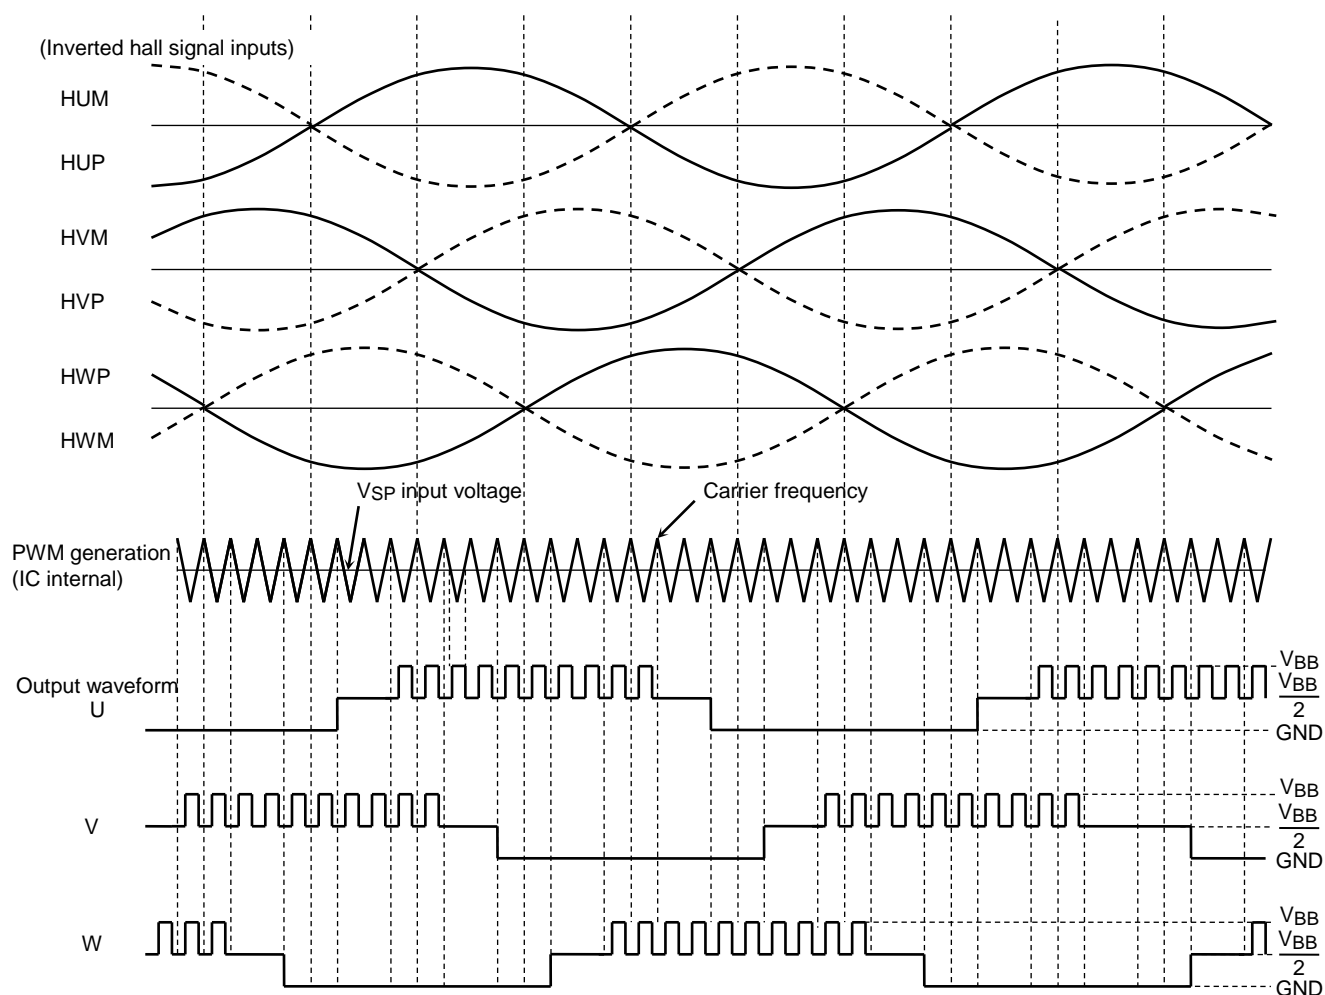 (Inverted hall signal inputs)
HUM
HUP
HVM
HVP
HWP
HWM
VSP input voltage
Carrier frequency
PWM generation
(IC internal)
Output waveform
U
VBB
VBB
2
GND
V
VBB
VBB
2
GND
W
VBB
VBB
2
GND